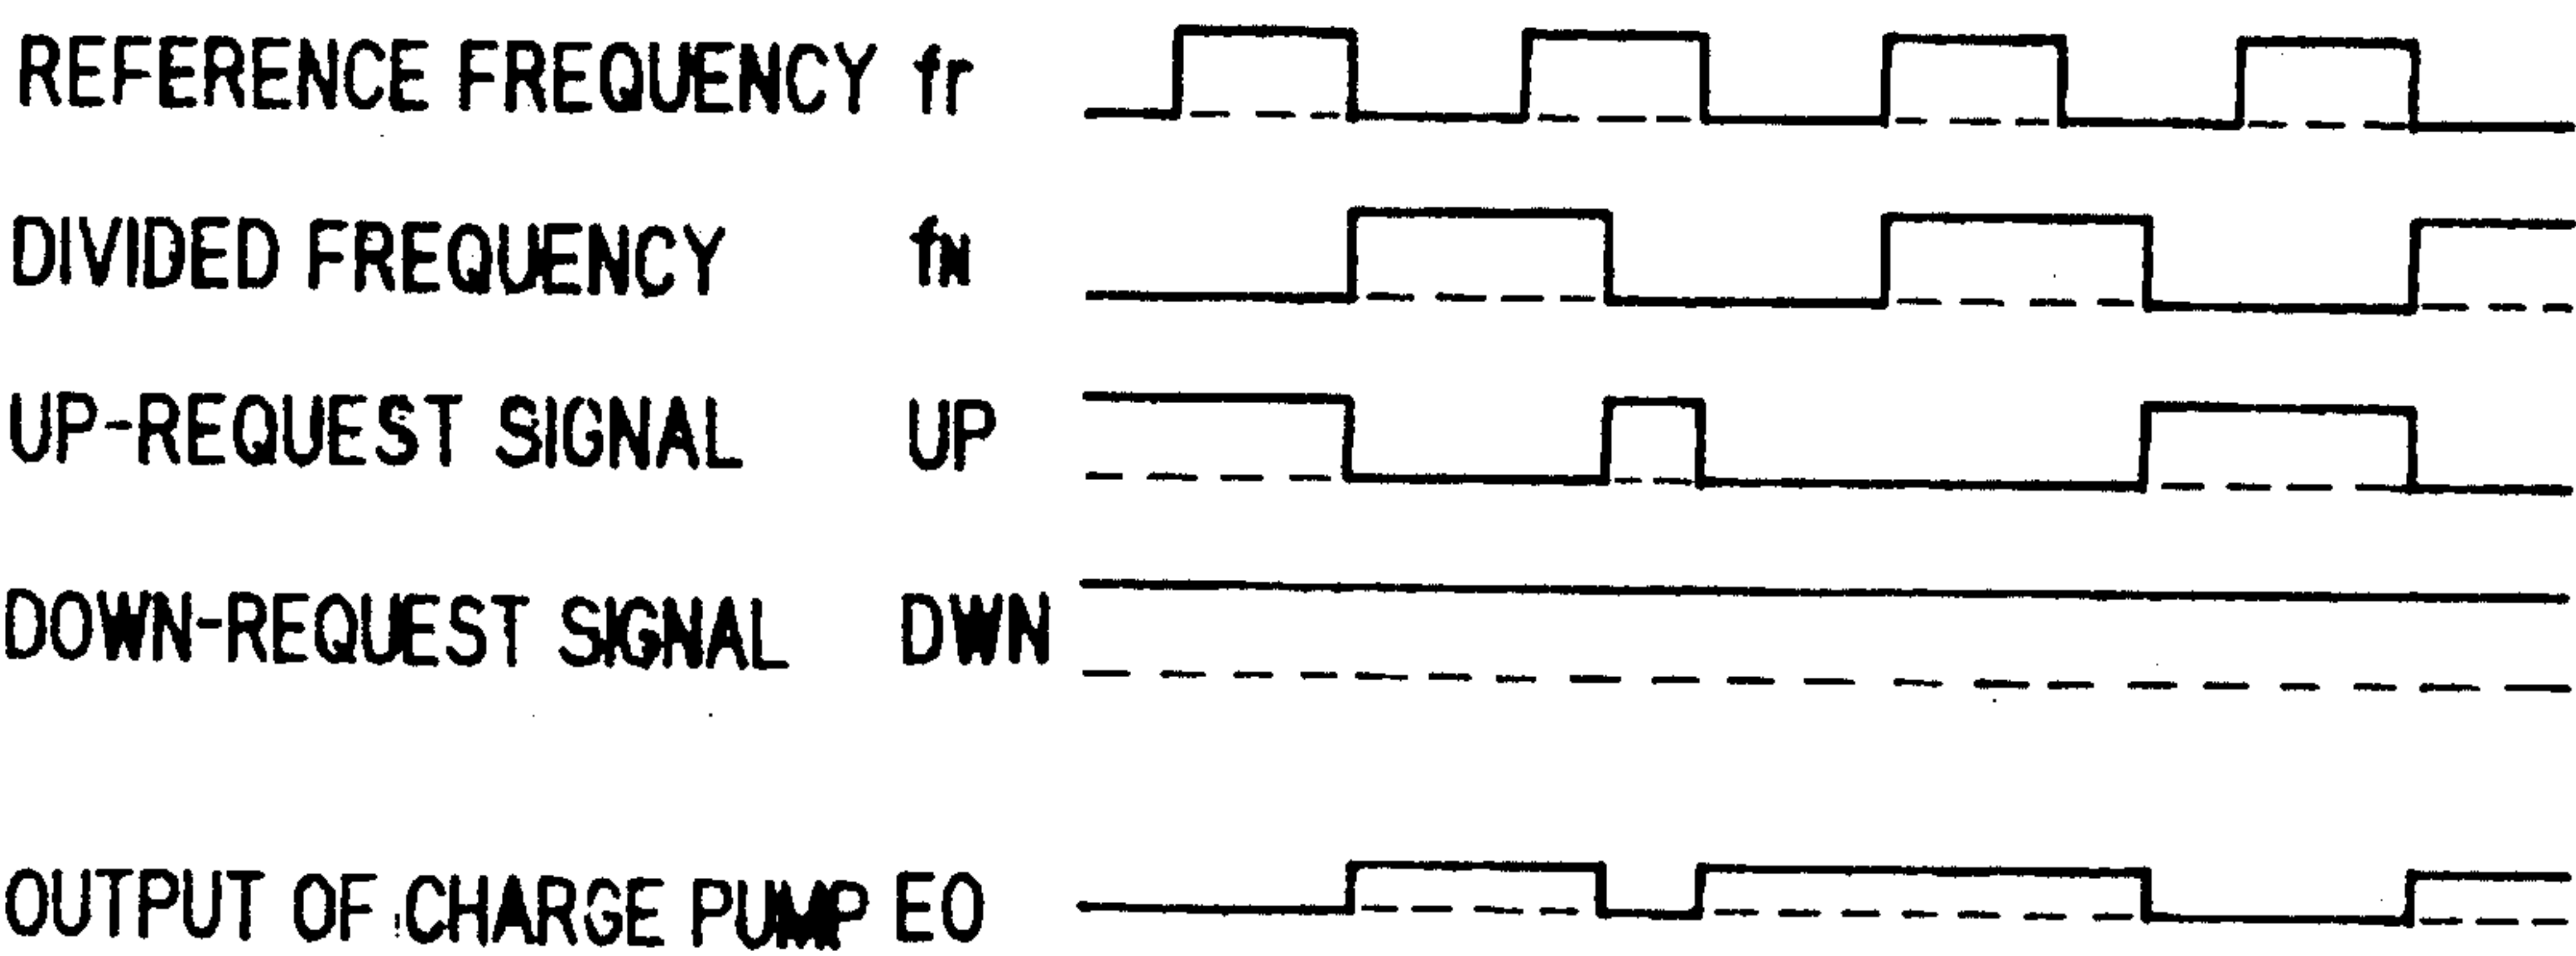 REFERENCE FREQUENCY fr
DIVIDED FREQUENCY fN
UP-REQUEST SIGNAL UP
DOWN-REQUEST SIGNAL DWN
OUTPUT OF CHARGE PUMP EO